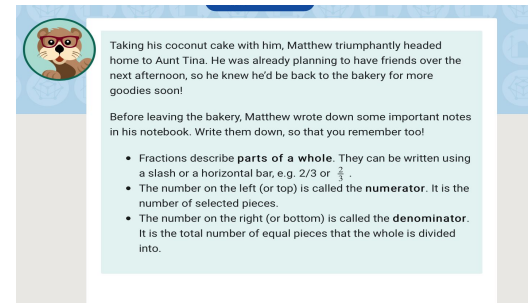 Taking his coconut cake with him, Matthew triumphantly headed
home to Aunt Tina. He was already planning to have friends over the
next afternoon, so he knew he'd be back to the bakery for more
goodies soon!
Before leaving the bakery, Matthew wrote down some important notes
in his notebook. Write them down, so that you remember too!
• Fractions describe parts of a whole. They can be written using
a slash or a horizontal bar, e.g. 2/3 or 2/3 .
• The number on the left (or top) is called the numerator. It is the
number of selected pieces.
• The number on the right (or bottom) is called the denominator.
It is the total number of equal pieces that the whole is divided
into.